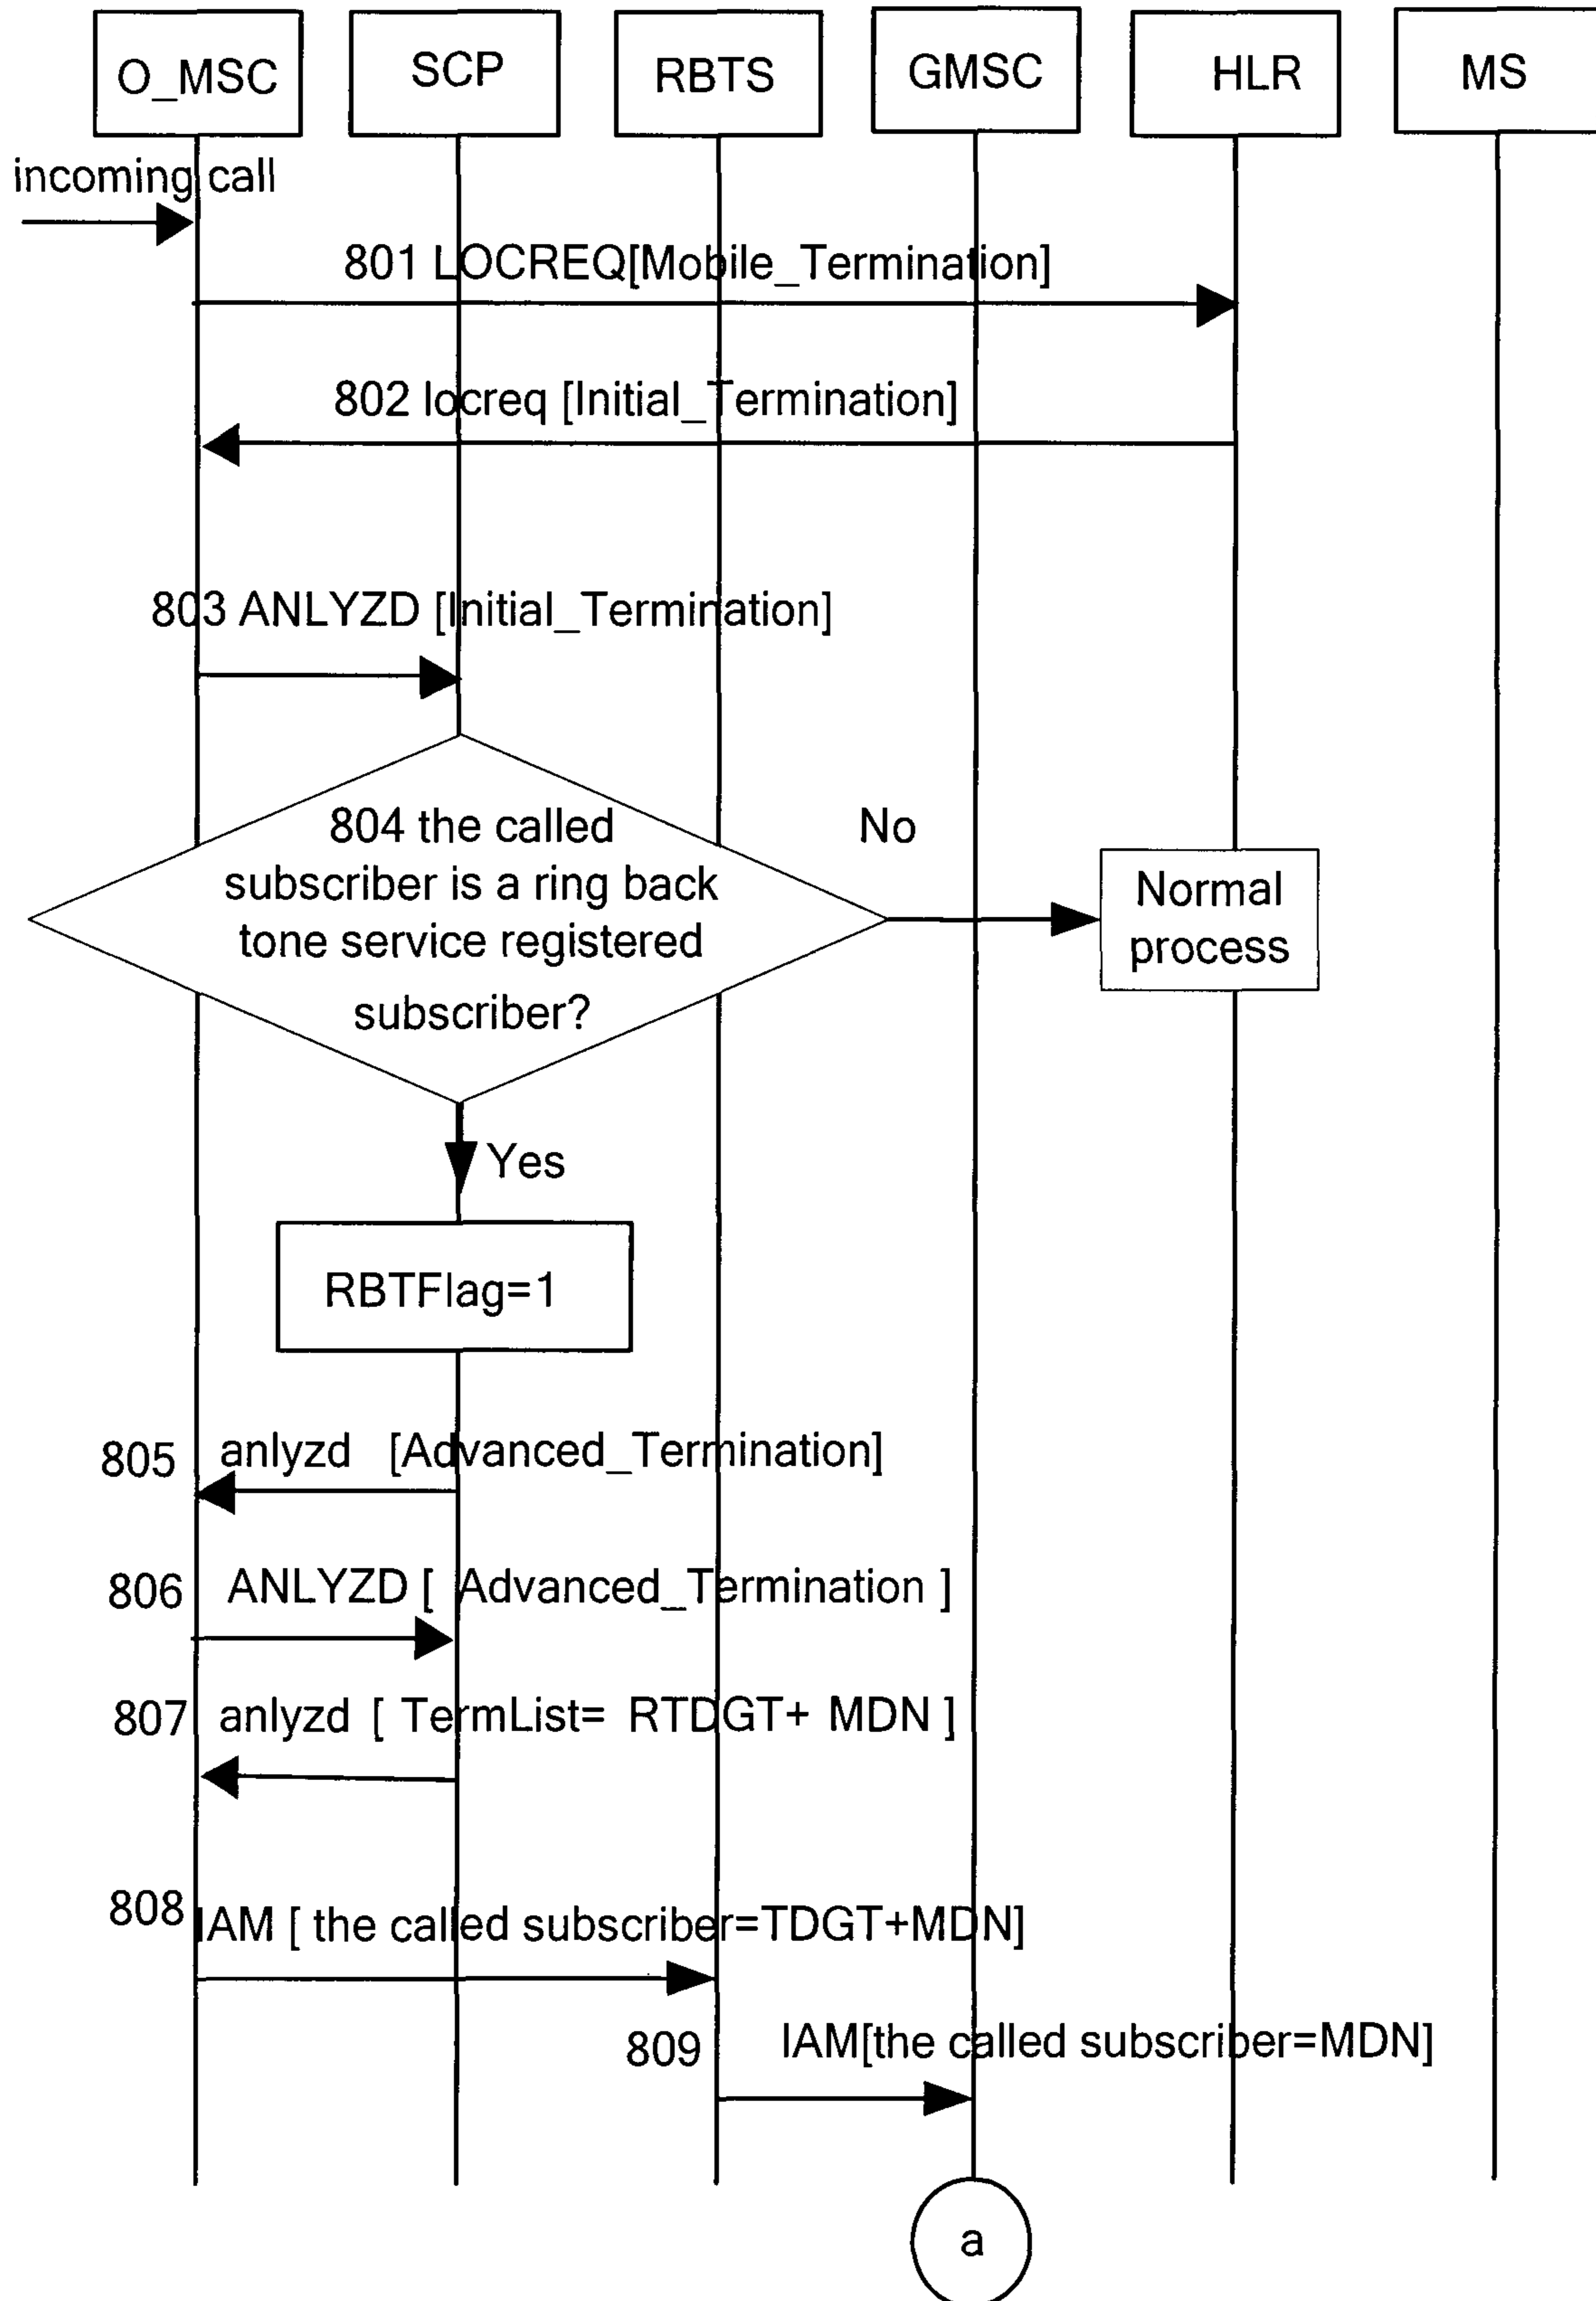 O_MSC
SCP
RBTS
GMSC
HLR
MS
incoming call
801 LOCREQ[Mobile_Termination]
802 locreq [Initial_Termination]
803 ANLYZD [Initial_Termination]
804 the called
subscriber is a ring back
tone service registered
subscriber?
No
Normal
process
Yes
RBTFlag=1
805 anlyzd [Advanced_Termination]
806 ANLYZD [ Advanced_Termination ]
807 anlyzd [ TermList= RTDGT+ MDN ]
808 IAM [ the called subscriber=TDGT+MDN]
809 IAM[the called subscriber=MDN]
a